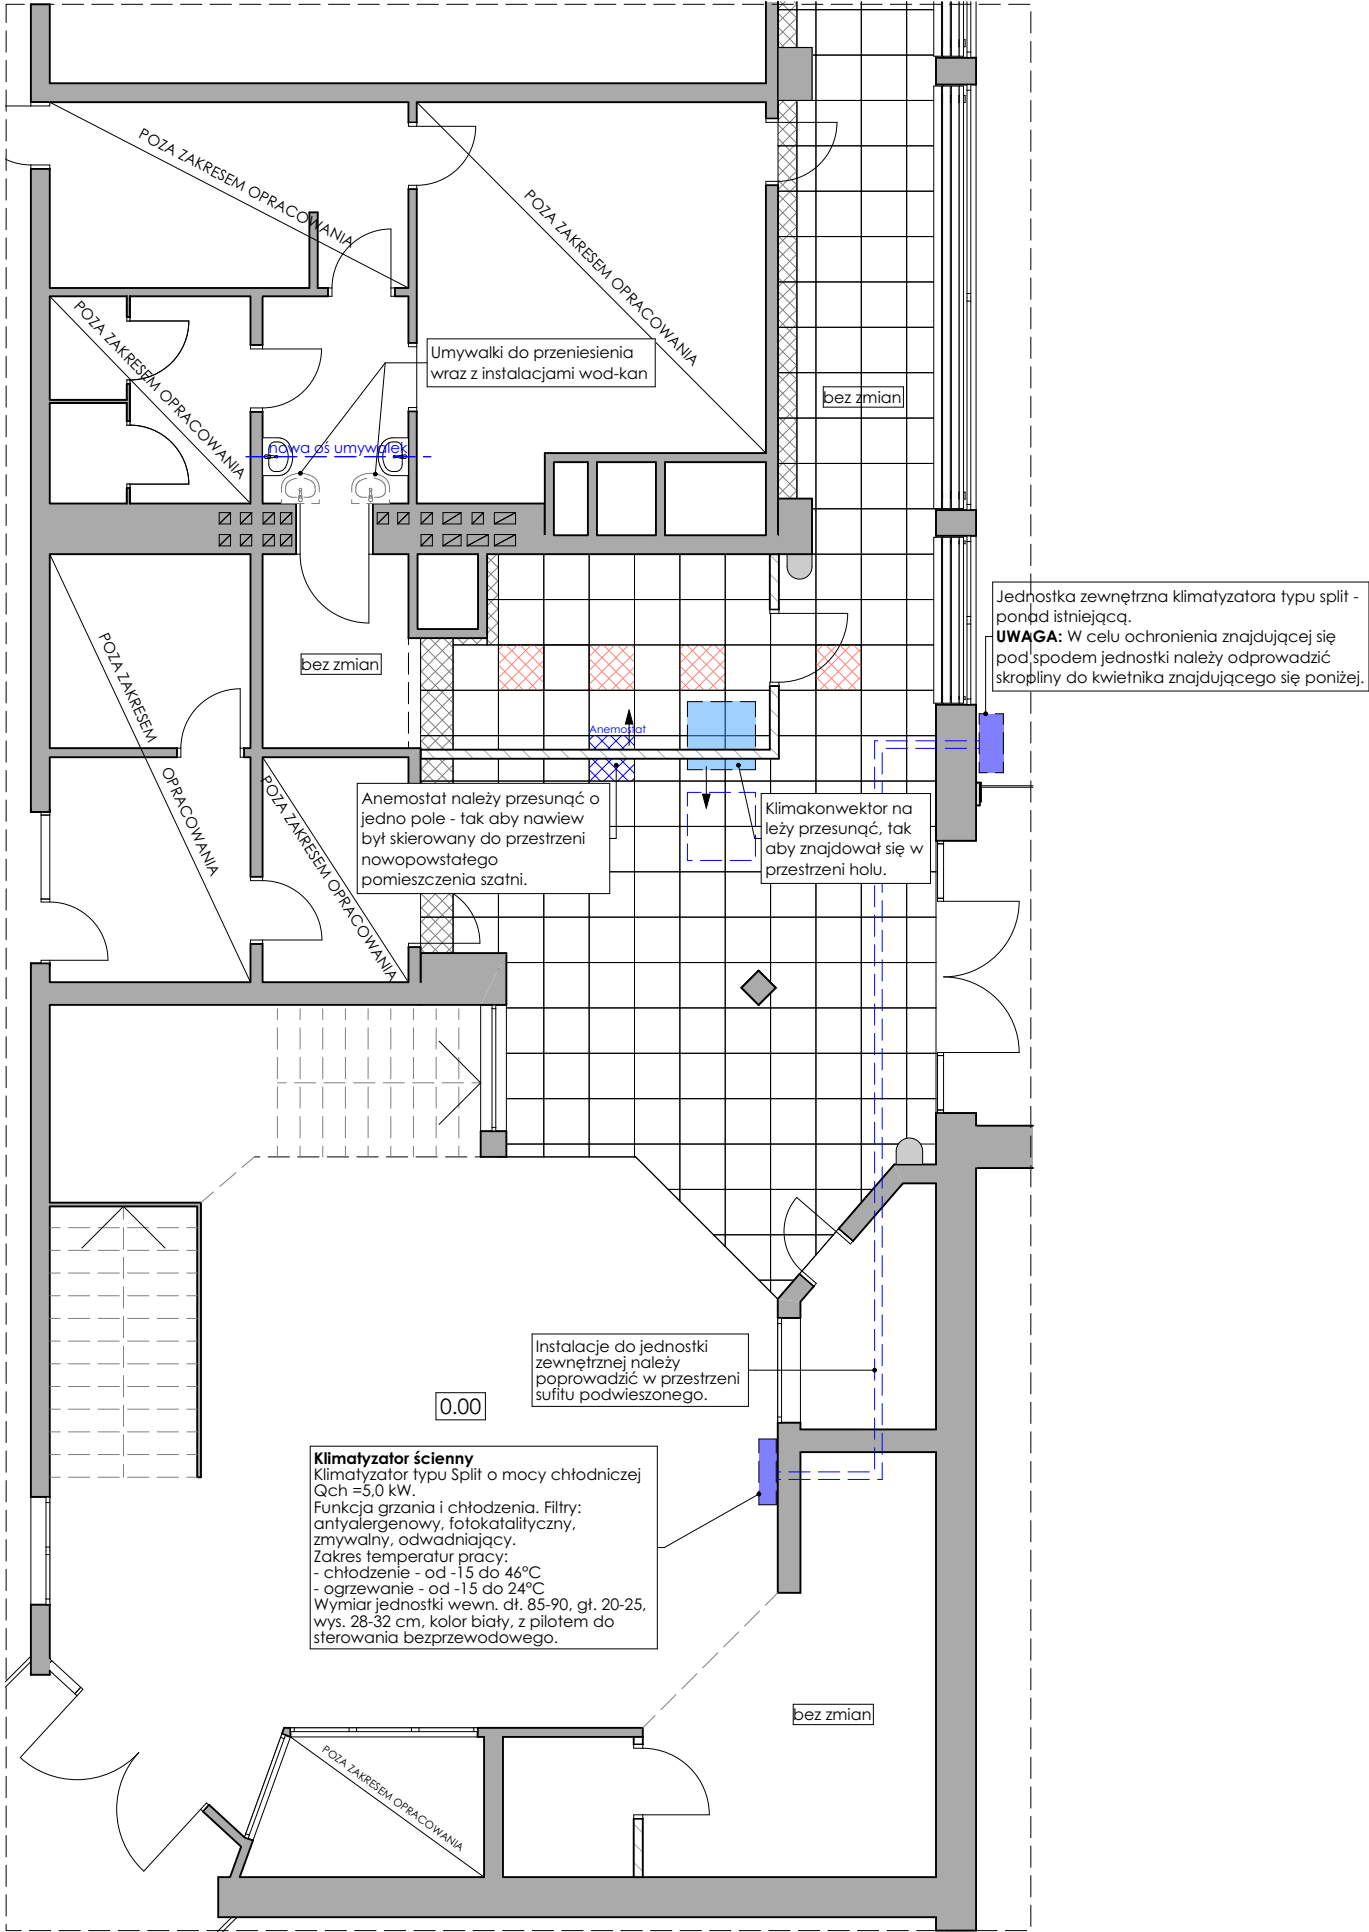 POZA ZAKRESEM OPRACOWANIA
POZA ZAKRESEM OPRACOWANIA
POZA ZAKRESEM OPRACOWANIA
Umywalki do przeniesienia
wraz z instalacjami wod-kan
bez zmian
nowa oś umywalek
Jednostka zewnętrzna klimatyzatora typu split -
ponad istniejącą.
UWAGA: W celu ochronienia znajdującej się
pod spodem jednostki należy odprowadzić
skropliny do kwietnika znajdującego się poniżej.
bez zmian
POZA ZAKRESEM
OPRACOWANIA
Anemostat
POZA ZAKRESEM OPRACOWANIA
Anemostat należy przesunąć o
jedno pole - tak aby nawiew
był skierowany do przestrzeni
nowopowstałego
pomieszczenia szatni.
Klimakonwektor na
leży przesunąć, tak
aby znajdował się w
przestrzeni holu.
Instalacje do jednostki
zewnętrznej należy
poprowadzić w przestrzeni
sufitu podwieszonego.
0.00
Klimatyzator ścienny
Klimatyzator typu Split o mocy chłodniczej
Qch =5,0 kW.
Funkcja grzania i chłodzenia. Filtry:
antyalergenowy, fotokatalityczny,
zmywalny, odwadniający.
Zakres temperatur pracy:
- chłodzenie - od -15 do 46°C
- ogrzewanie - od -15 do 24°C
Wymiar jednostki wewn. dł. 85-90, gł. 20-25,
wys. 28-32 cm, kolor biały, z pilotem do
sterowania bezprzewodowego.
bez zmian
POZA ZAKRESEM OPRACOWANIA